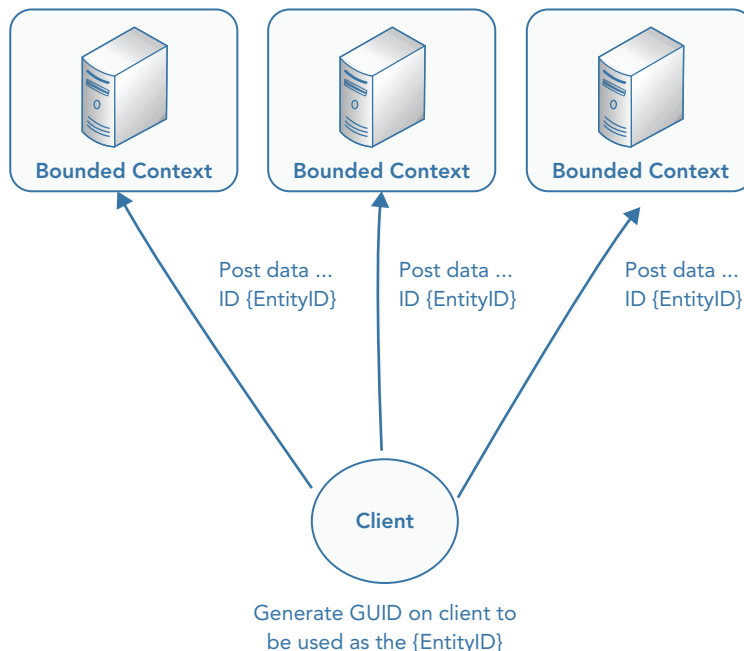 Bounded Context
Bounded Context
Bounded Context
Post data ...
ID {EntityID}
Post data ...
ID {EntityID}
Post data ...
ID {EntityID}
Client
Generate GUID on client to
be used as the {EntityID}